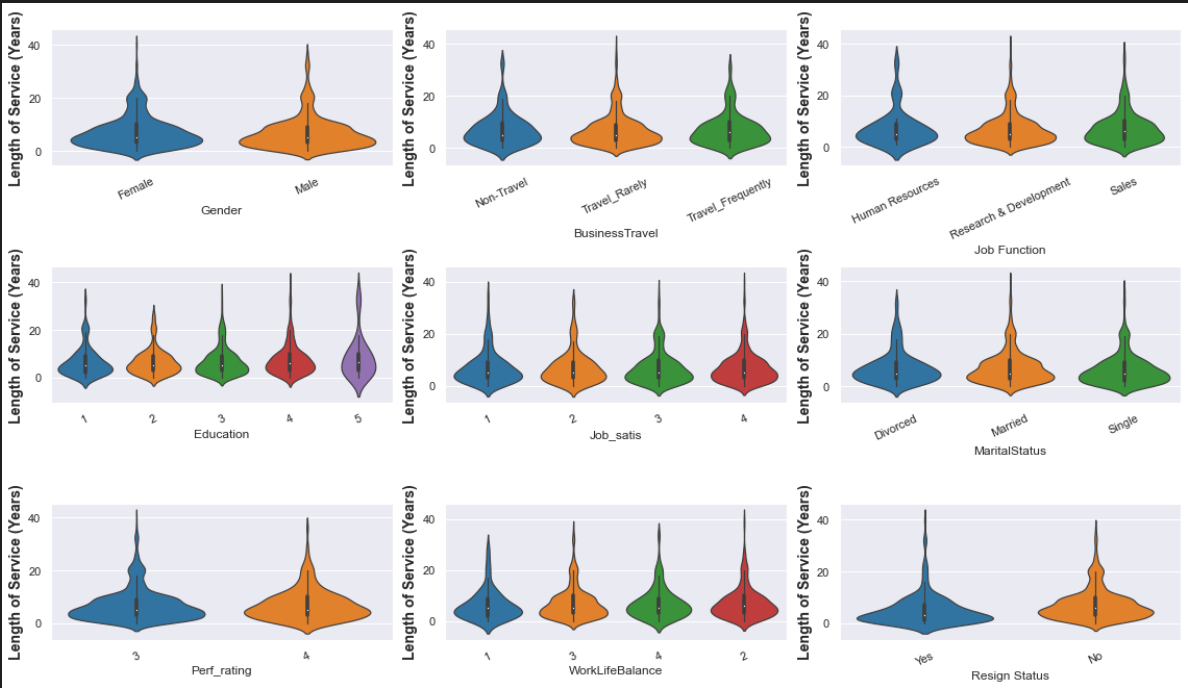 Length of Service (Years)
40
20
0
Female
Male
Gender
Length of Service (Years)
40
20
0
Non-Travel
Travel_Rarely
Travel_Frequently
BusinessTravel
Length of Service (Years)
40
20
0
Human Resources
Research & Development
Sales
Job Function
Length of Service (Years)
40
20
0
1
2
3
4
5
Education
Length of Service (Years)
40
20
0
1
2
3
4
Job_satis
Length of Service (Years)
40
20
0
Divorced
Married
Single
MaritalStatus
Length of Service (Years)
40
20
0
3
4
Perf_rating
Length of Service (Years)
40
20
0
1
3
4
2
WorkLifeBalance
Length of Service (Years)
40
20
0
Yes
No
Resign Status